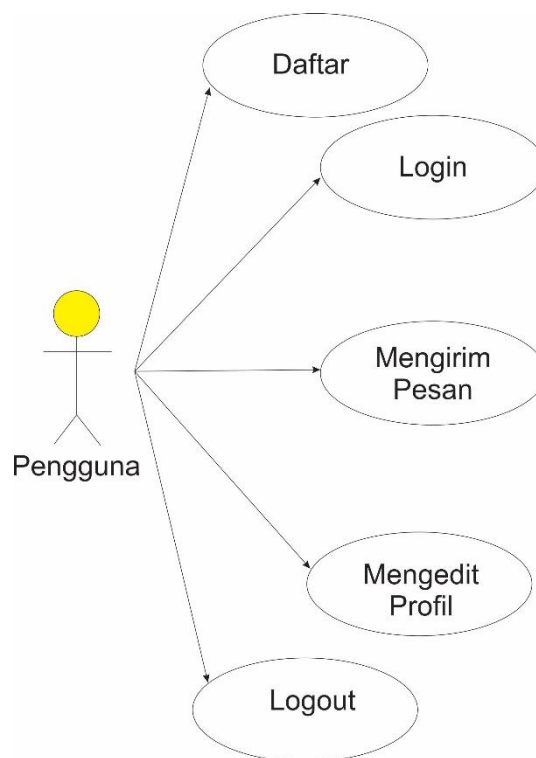 Daftar
Login
Mengirim
Pesan
Pengguna
Mengedit
Profil
Logout